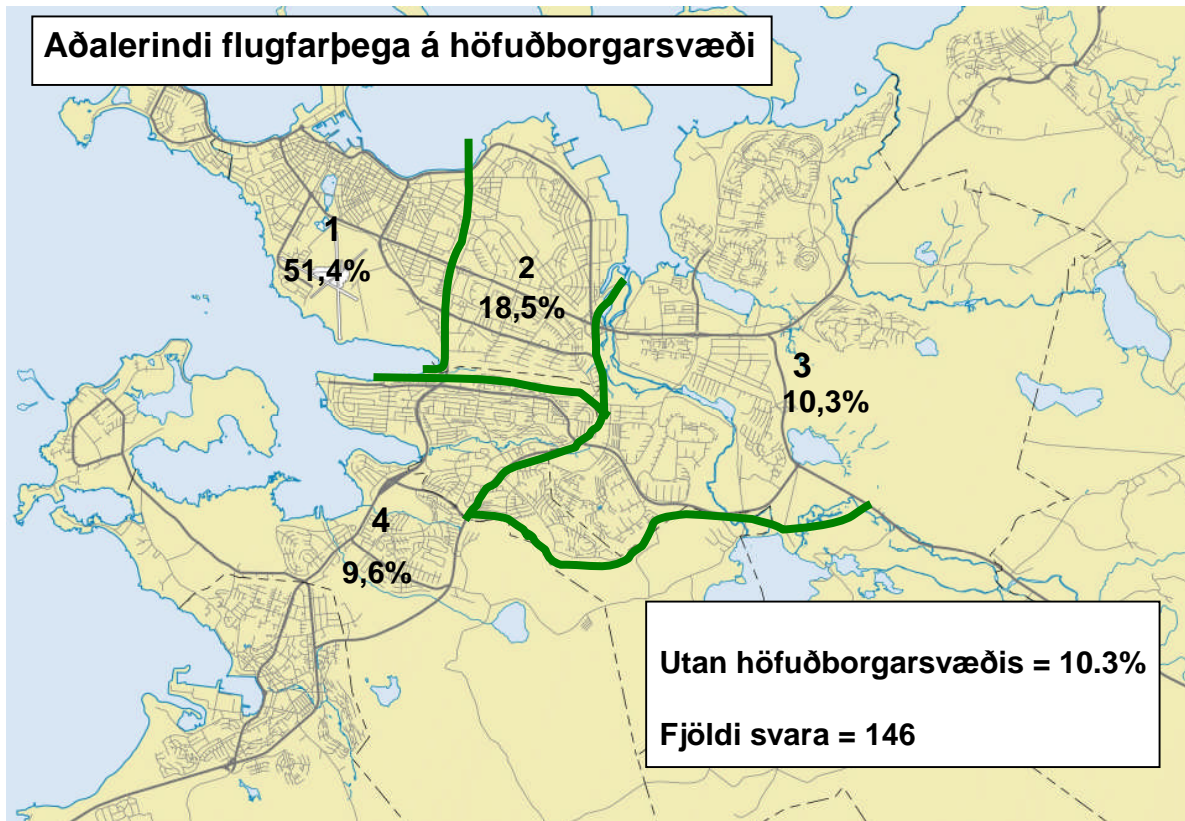 Aðalerindi flugfarþega á höfuðborgarsvæði
1
51,4%
2
18,5%
3
10,3%
4
9,6%
Utan höfuðborgarsvæðis = 10.3%
Fjöldi svara = 146